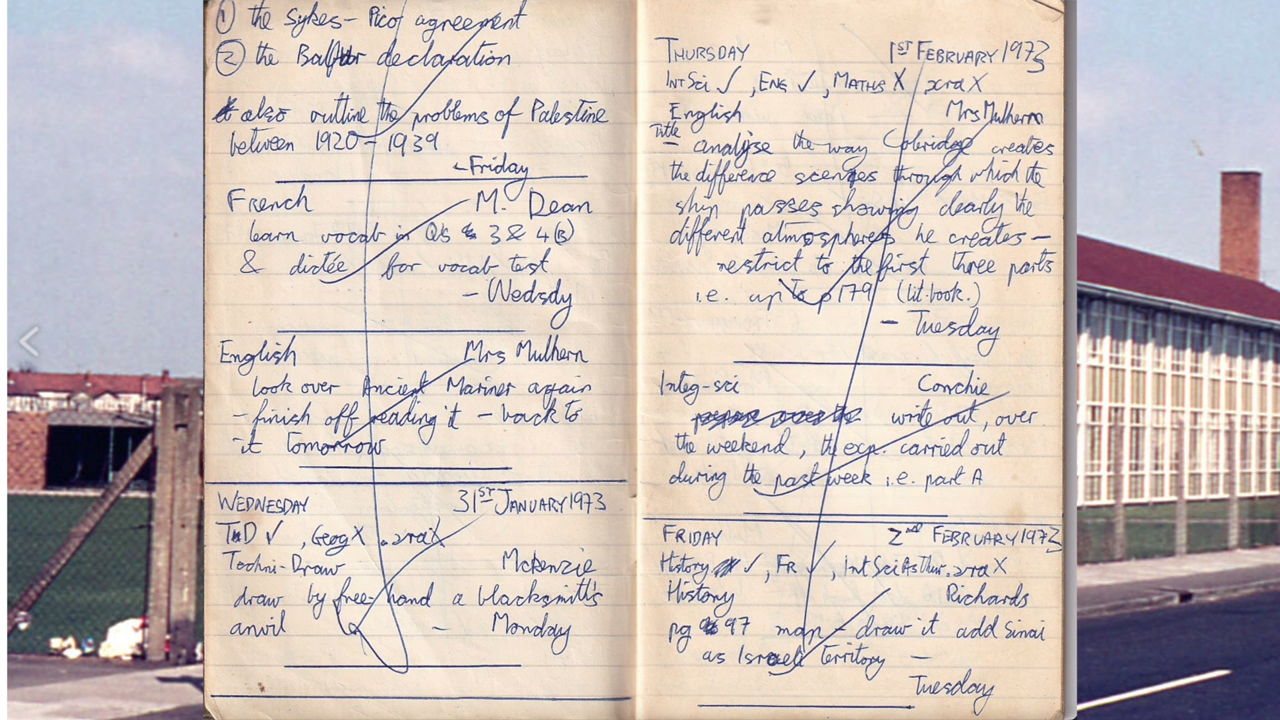 ① the Sykes-Pico agreement
② the Balfour declaration
also outline the problems of Palestine
between 1920 - 1939
- Friday
French M. Dean
learn vocab in Q's 3 & 4 Ⓑ
& dictée for vocab test
- Wedsdy
English Mrs Mulhern
look over Ancient Mariner again
- finish off reading it - back to
it tomorrow
WEDNESDAY 31ST JANUARY 1973
T&D ✓, Geog X, xra X
Techni-Draw McKenzie
draw by free-hand a blacksmith's
anvil - Monday
THURSDAY 1ST FEBRUARY 1973
INT SCI ✓, ENG ✓, MATHS X, xra X
English Mrs Mulhern
Title - analyse the way Coleridge creates
the difference scences through which the
ship passes showing clearly the
different atmospheres he creates -
restrict to the first three parts
i.e. up to p179 (lit.book.)
- Tuesday
Integ-sci Conchie
write out, over
the weekend, the exp. carried out
during the past week i.e. part A
FRIDAY 2ND FEBRUARY 1973
History ✓, FR ✓, Int Sci As Thur, xra X
History Richards
pg 97 map - draw it add Sinai
as Israeli territory -
Tuesday